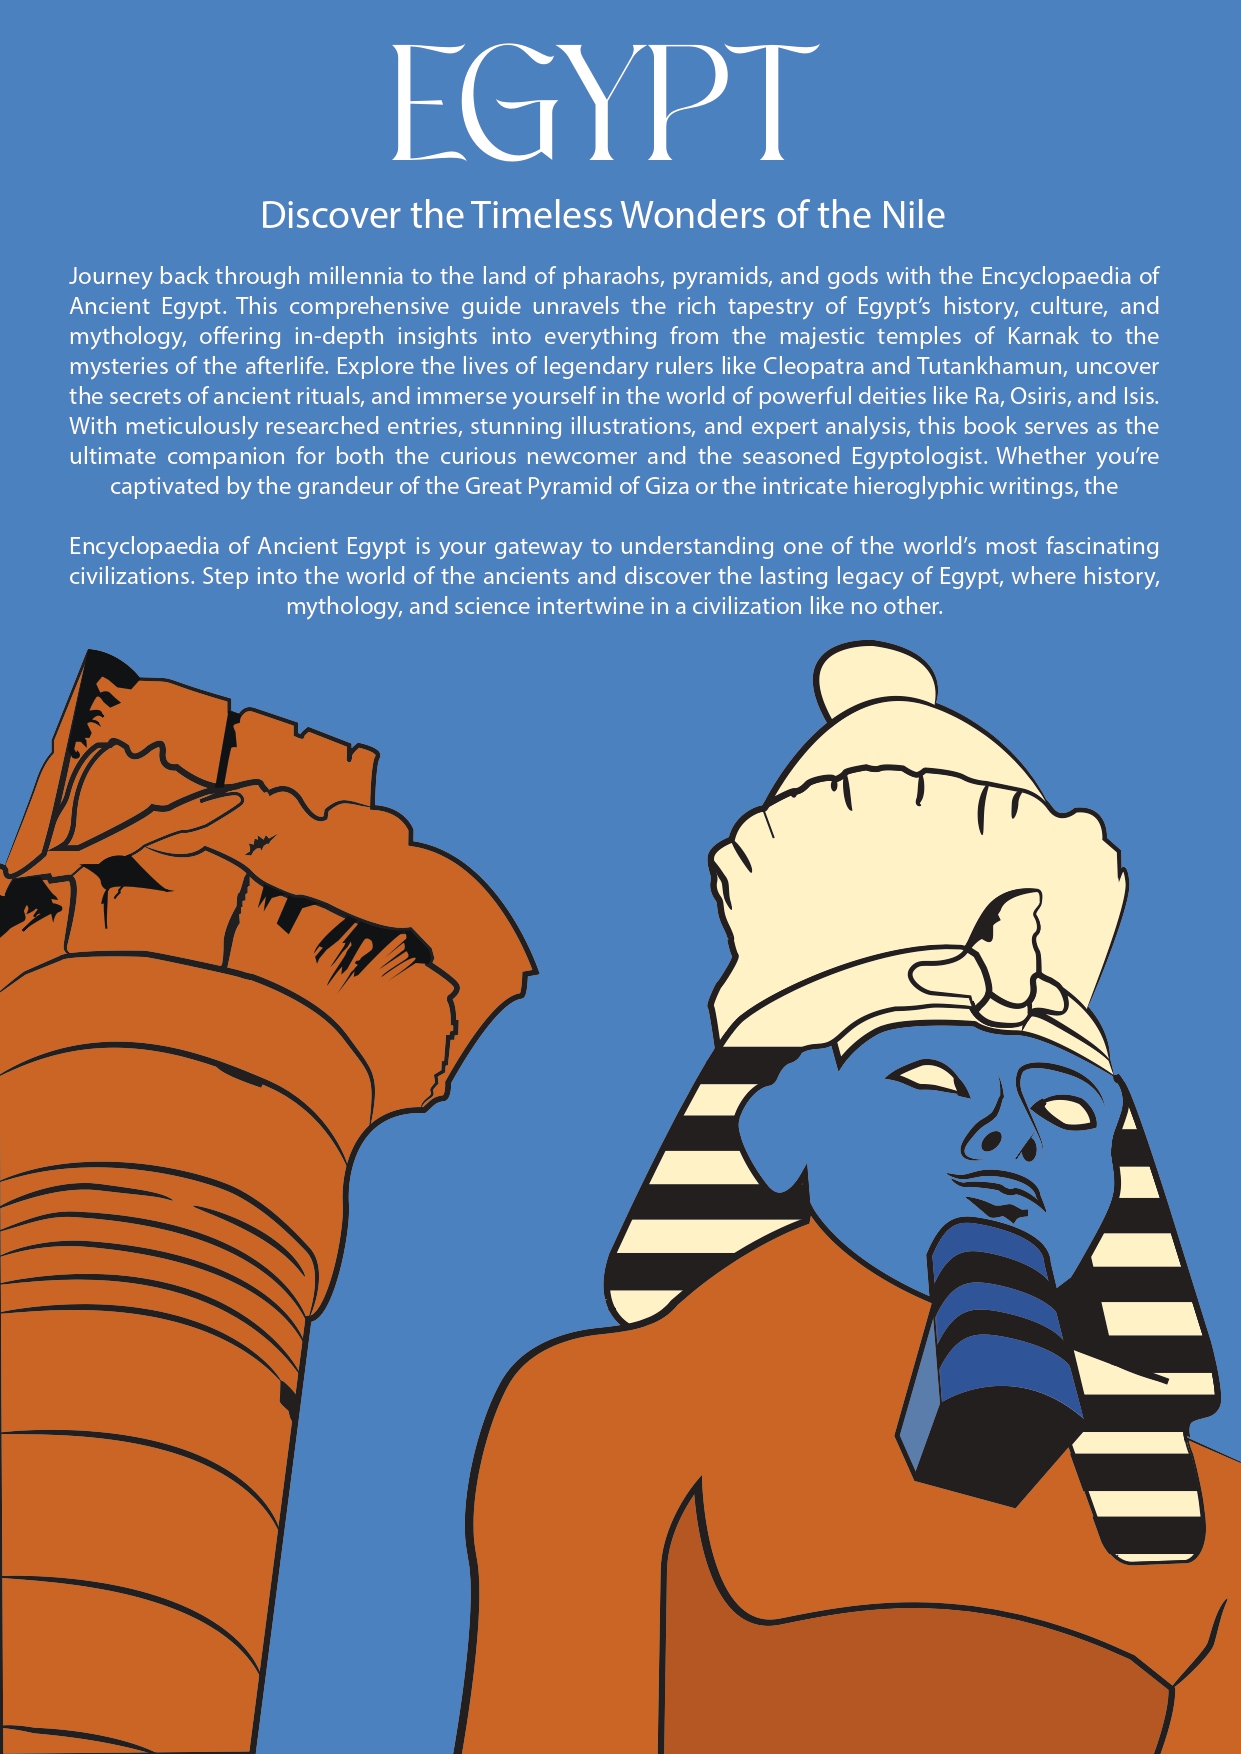 EGYPT
Discover the Timeless Wonders of the Nile
Journey back through millennia to the land of pharaohs, pyramids, and gods with the Encyclopaedia of
Ancient Egypt. This comprehensive guide unravels the rich tapestry of Egypt’s history, culture, and
mythology, offering in-depth insights into everything from the majestic temples of Karnak to the
mysteries of the afterlife. Explore the lives of legendary rulers like Cleopatra and Tutankhamun, uncover
the secrets of ancient rituals, and immerse yourself in the world of powerful deities like Ra, Osiris, and Isis.
With meticulously researched entries, stunning illustrations, and expert analysis, this book serves as the
ultimate companion for both the curious newcomer and the seasoned Egyptologist. Whether you’re
captivated by the grandeur of the Great Pyramid of Giza or the intricate hieroglyphic writings, the
Encyclopaedia of Ancient Egypt is your gateway to understanding one of the world’s most fascinating
civilizations. Step into the world of the ancients and discover the lasting legacy of Egypt, where history,
mythology, and science intertwine in a civilization like no other.